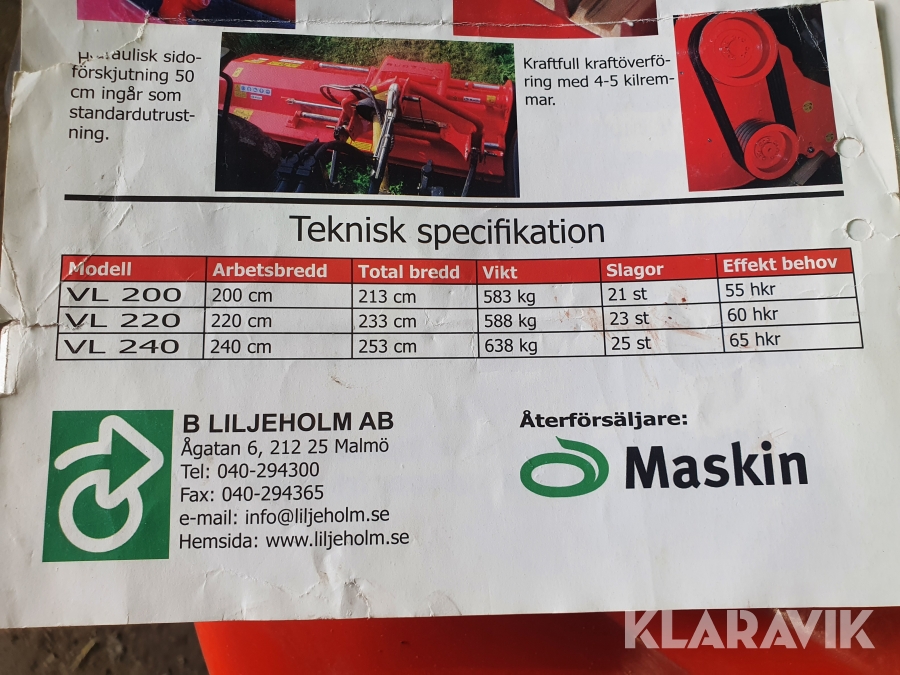 sido-
förskjutning 50
cm ingår som
standardutrust-
ning.
Kraftfull kraftöverfö-
ring med 4-5 kilrem-
mar.
Teknisk specifikation
Modell Arbetsbredd Total bredd Vikt Slagor Effekt behov
VL 200 200 cm 213 cm 583 kg 21 st 55 hkr
VL 220 220 cm 233 cm 588 kg 23 st 60 hkr
VL 240 240 cm 253 cm 638 kg 25 st 65 hkr
B LILJEHOLM AB
Ågatan 6, 212 25 Malmö
Tel: 040-294300
Fax: 040-294365
e-mail: info@liljeholm.se
Hemsida: www.liljeholm.se
Återförsäljare:
Maskin
KLARAVIK